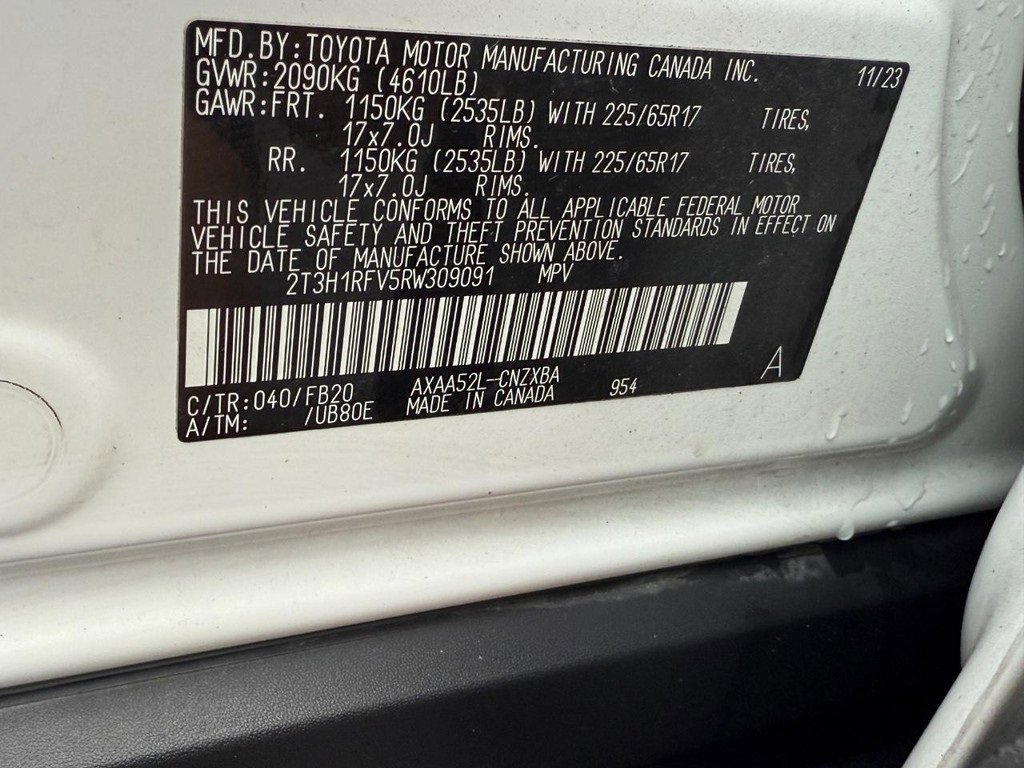 MFD.BY:TOYOTA MOTOR MANUFACTURING CANADA INC. 11/23
GVWR:2090KG (4610LB)
GAWR:FRT. 1150KG (2535LB) WITH 225/65R17 TIRES,
17x7.0J RIMS.
RR. 1150KG (2535LB) WITH 225/65R17 TIRES,
17x7.0J RIMS.
THIS VEHICLE CONFORMS TO ALL APPLICABLE FEDERAL MOTOR
VEHICLE SAFETY AND THEFT PREVENTION STANDARDS IN EFFECT ON
THE DATE OF MANUFACTURE SHOWN ABOVE.
2T3H1RFV5RW309091 MPV
C/TR:040/FB20 AXAA52L-CNZXBA 954 A
A/TM: /UB80E MADE IN CANADA